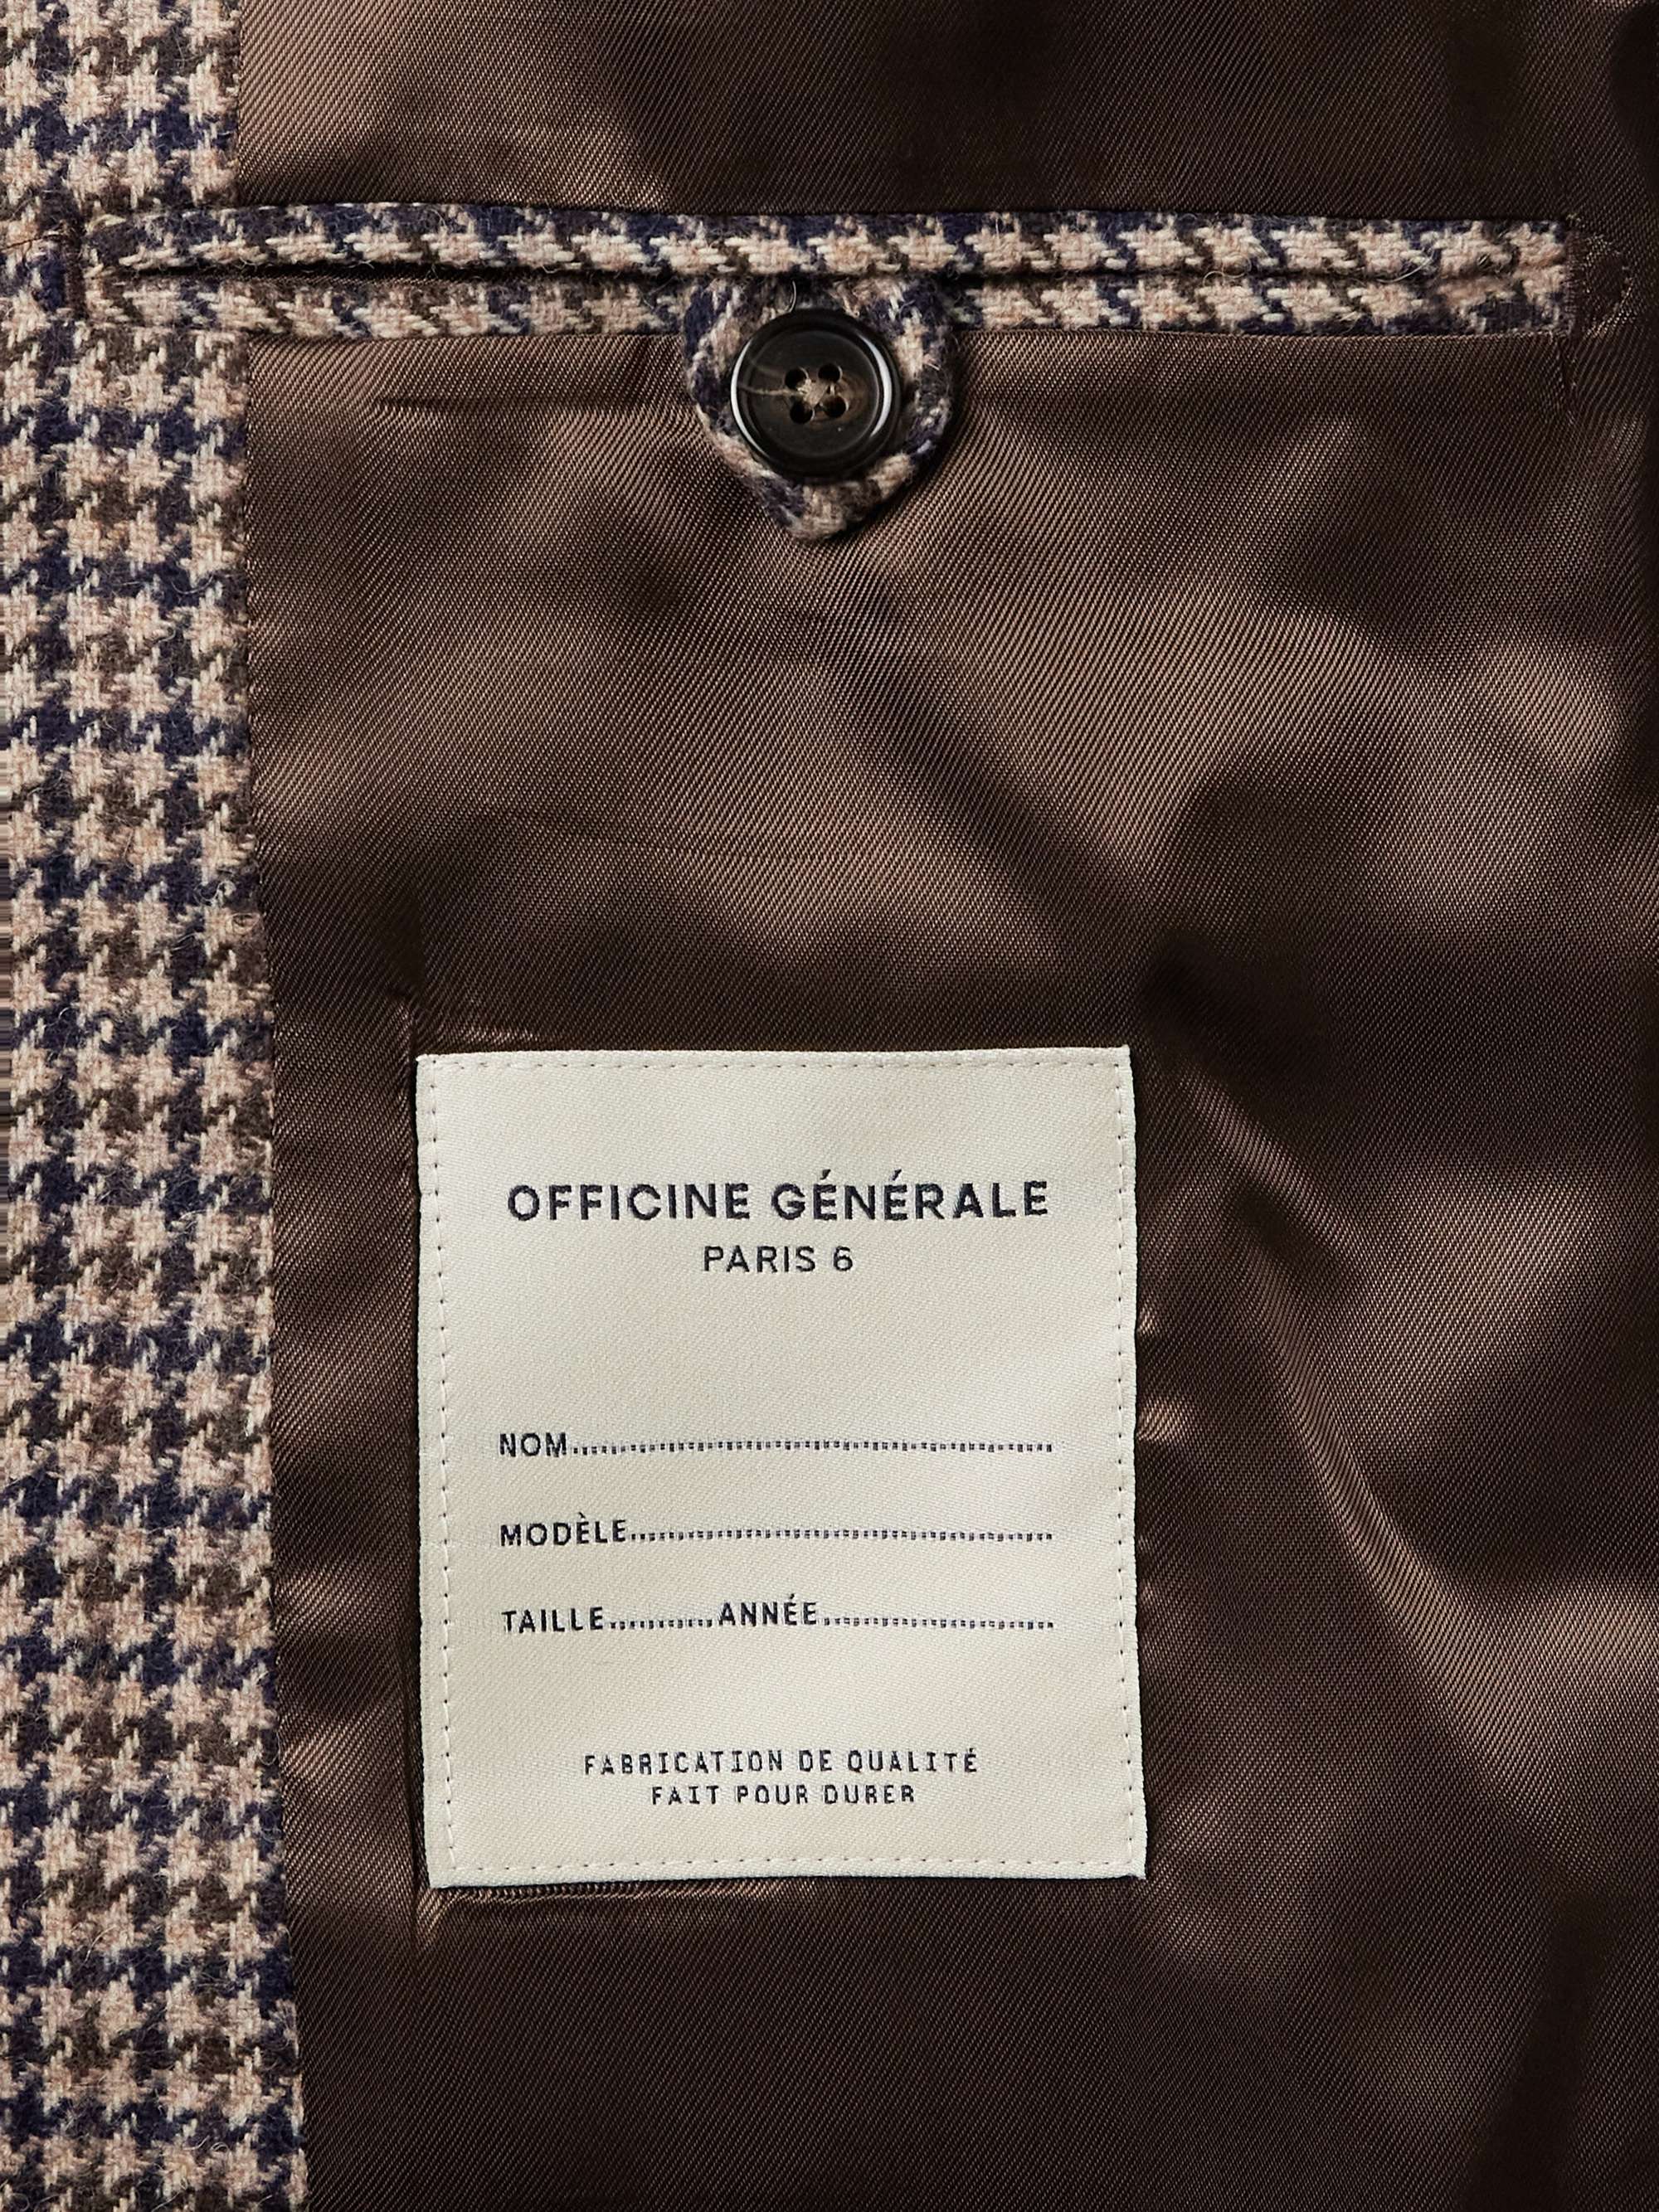 OFFICINE GÉNÉRALE
PARIS 6
NOM..............................
MODÈLE..............................
TAILLE..........ANNÉE....................
FABRICATION DE QUALITÉ
FAIT POUR DURER